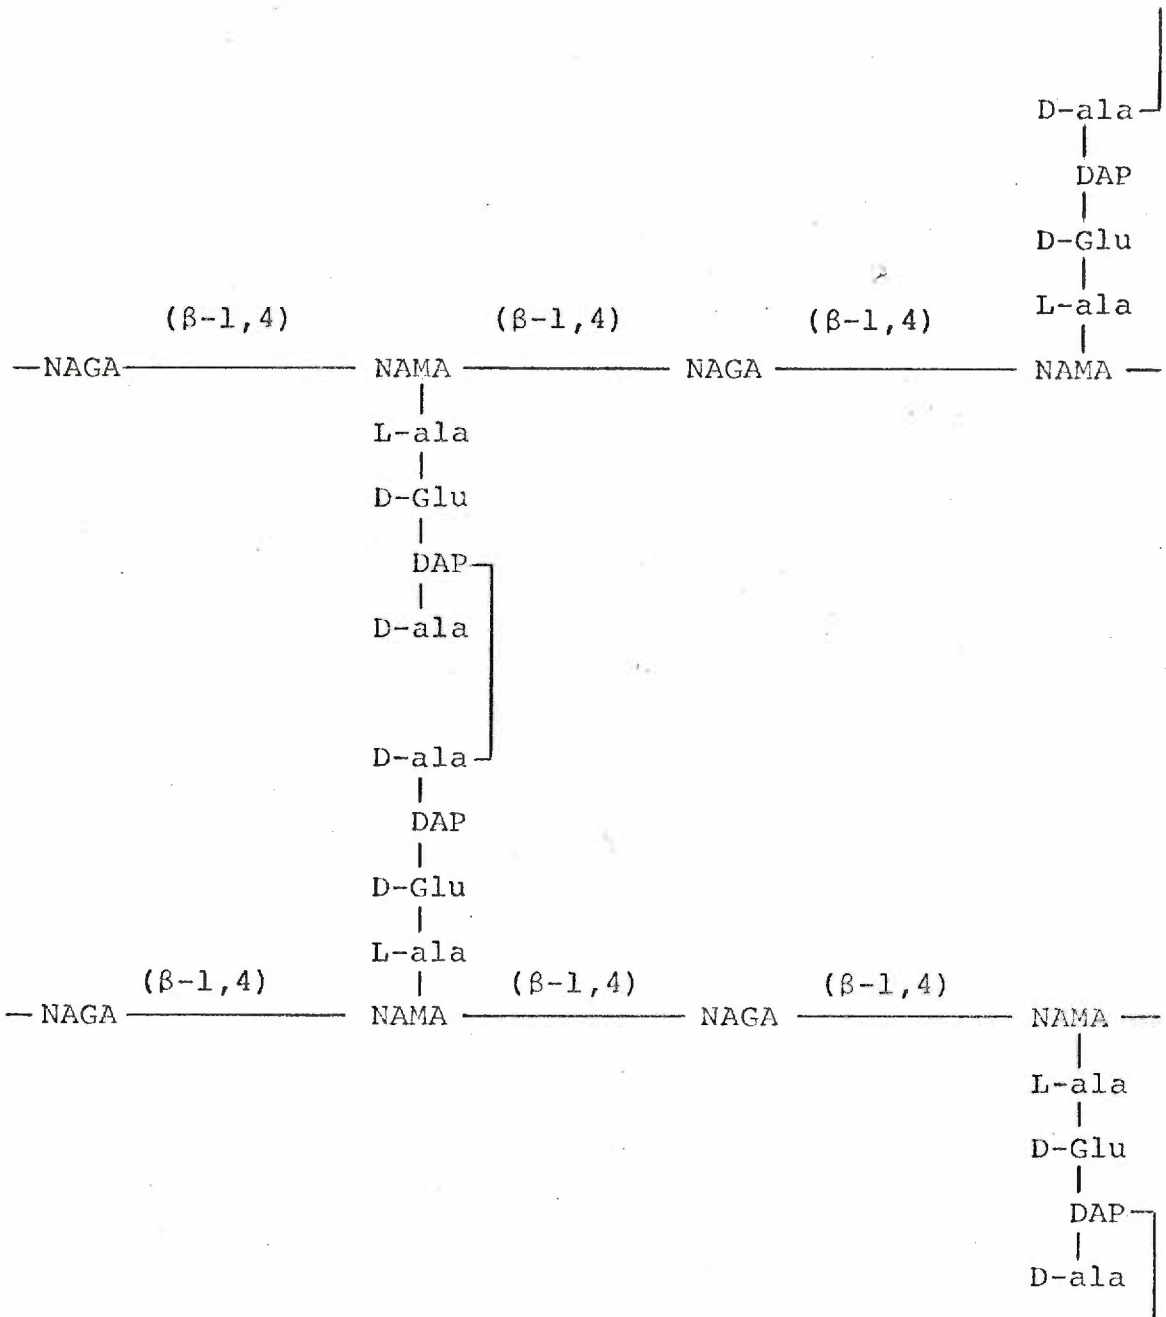 D-ala
DAP
D-Glu
L-ala
(β-1,4) (β-1,4) (β-1,4)
NAGA NAMA NAGA NAMA
L-ala
D-Glu
DAP
D-ala
D-ala
DAP
D-Glu
L-ala
(β-1,4) (β-1,4) (β-1,4)
NAGA NAMA NAGA NAMA
L-ala
D-Glu
DAP
D-ala